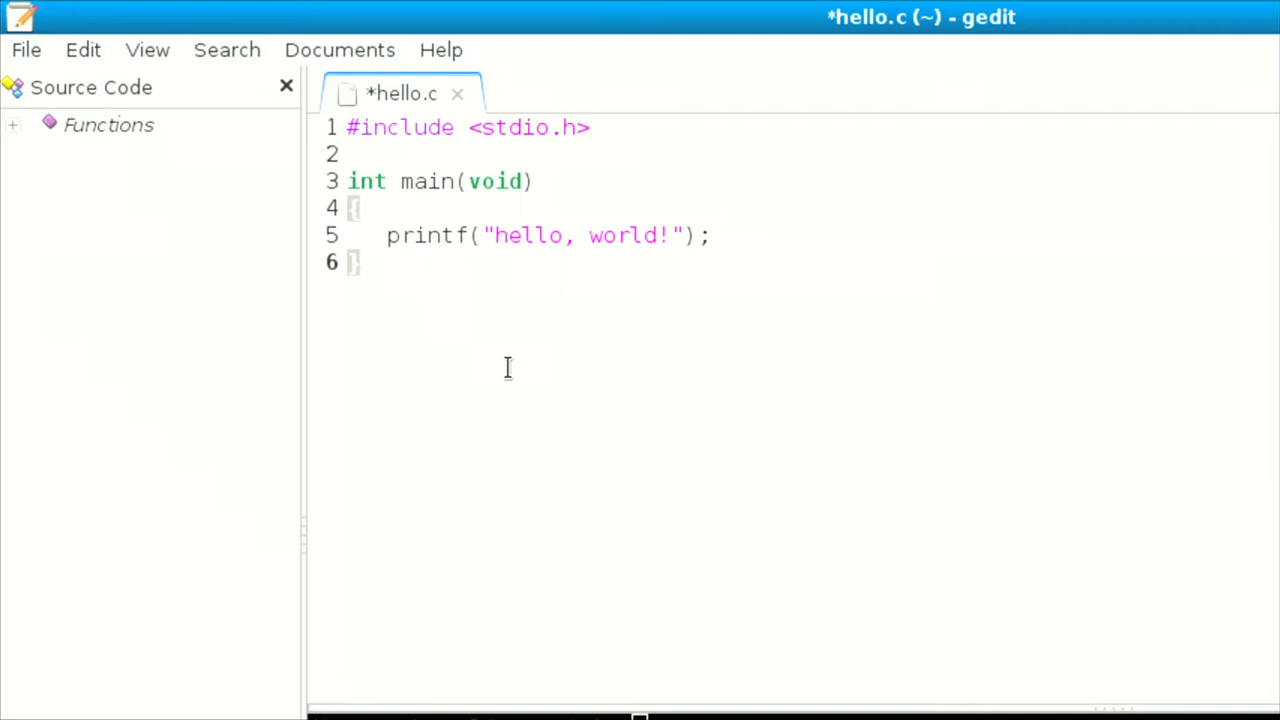 *hello.c (~) - gedit
File Edit View Search Documents Help
Source Code
*hello.c
Functions
1 #include <stdio.h>
2
3 int main(void)
4 {
5    printf("hello, world!");
6 }